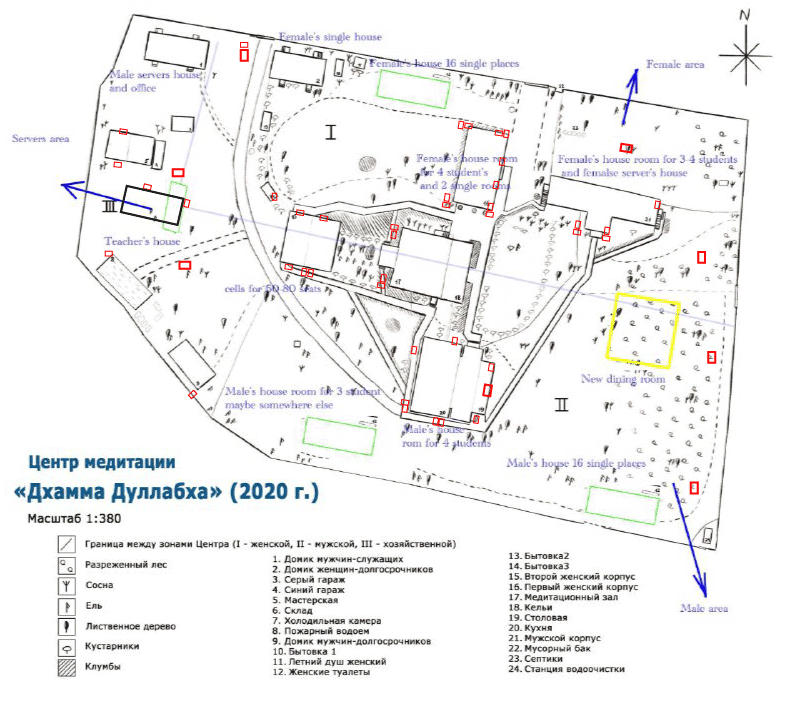 N
Female's single house
Female's house 16 single places
Female area
Male servers house
and office
Servers area
I
Female's house room
for 4 student's
and 2 single rooms
Female's house room for 3-4 students
and femalse server's house
III
Teacher's house
cells for 50-80 seats
New dining room
Male's house room for 3 student
maybe somewhere else
II
Male's house
rom for 4 students
Male's house 16 single places
Male area
Центр медитации
«Дхамма Дуллабха» (2020 г.)
Масштаб 1:380
Граница между зонами Центра (I - женской, II - мужской, III - хозяйственной)
Разреженный лес
Сосна
Ель
Лиственное дерево
Кустарники
Клумбы
1. Домик мужчин-служащих
2. Домик женщин-долгосрочников
3. Серый гараж
4. Синий гараж
5. Мастерская
6. Склад
7. Холодильная камера
8. Пожарный водоем
9. Домик мужчин-долгосрочников
10. Бытовка 1
11. Летний душ женский
12. Женские туалеты
13. Бытовка2
14. Бытовка3
15. Второй женский корпус
16. Первый женский корпус
17. Медитационный зал
18. Кельи
19. Столовая
20. Кухня
21. Мужской корпус
22. Мусорный бак
23. Септики
24. Станция водоочистки